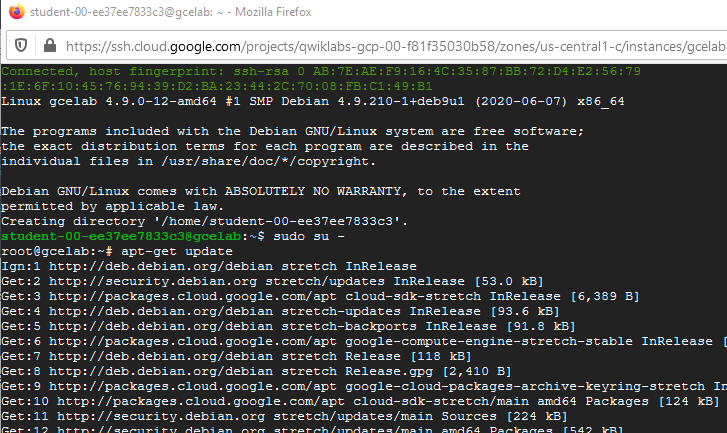 student-00-ee37ee7833c3@gcelab: ~ - Mozilla Firefox
https://ssh.cloud.google.com/projects/qwiklabs-gcp-00-f81f35030b58/zones/us-central1-c/instances/gcelab
Connected, host fingerprint: ssh-rsa 0 AB:7E:AE:F9:16:4C:35:87:BB:72:D4:E2:56:79
:1E:6F:10:45:76:94:39:D2:BA:23:44:2C:70:08:FB:C1:49:B1
Linux gcelab 4.9.0-12-amd64 #1 SMP Debian 4.9.210-1+deb9u1 (2020-06-07) x86_64
The programs included with the Debian GNU/Linux system are free software;
the exact distribution terms for each program are described in the
individual files in /usr/share/doc/*/copyright.
Debian GNU/Linux comes with ABSOLUTELY NO WARRANTY, to the extent
permitted by applicable law.
Creating directory '/home/student-00-ee37ee7833c3'.
student-00-ee37ee7833c3@gcelab:~$ sudo su -
root@gcelab:~# apt-get update
Ign:1 http://deb.debian.org/debian stretch InRelease
Get:2 http://security.debian.org stretch/updates InRelease [53.0 kB]
Get:3 http://packages.cloud.google.com/apt cloud-sdk-stretch InRelease [6,389 B]
Get:4 http://deb.debian.org/debian stretch-updates InRelease [93.6 kB]
Get:5 http://deb.debian.org/debian stretch-backports InRelease [91.8 kB]
Get:6 http://packages.cloud.google.com/apt google-compute-engine-stretch-stable InRelease [
Get:7 http://deb.debian.org/debian stretch Release [118 kB]
Get:8 http://deb.debian.org/debian stretch Release.gpg [2,410 B]
Get:9 http://packages.cloud.google.com/apt google-cloud-packages-archive-keyring-stretch In
Get:10 http://packages.cloud.google.com/apt cloud-sdk-stretch/main amd64 Packages [124 kB]
Get:11 http://security.debian.org stretch/updates/main Sources [224 kB]
Get:12 http://security.debian.org stretch/updates/main amd64 Packages [542 kB]